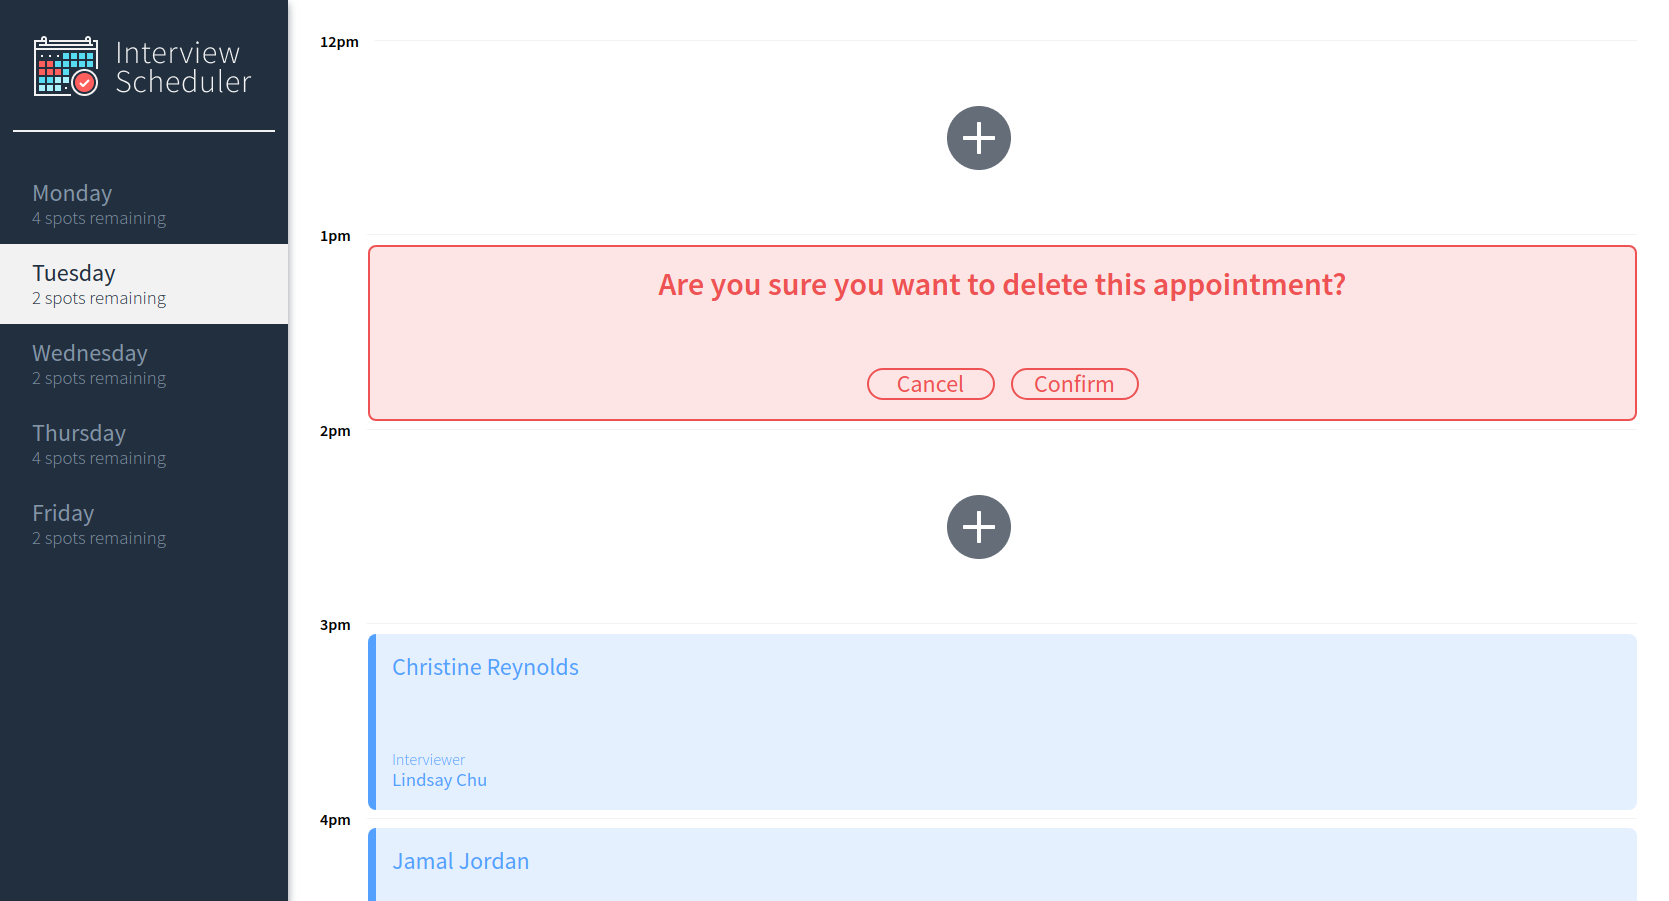 Interview
Scheduler
Monday
4 spots remaining
Tuesday
2 spots remaining
Wednesday
2 spots remaining
Thursday
4 spots remaining
Friday
2 spots remaining
12pm
1pm
Are you sure you want to delete this appointment?
Cancel Confirm
2pm
3pm
Christine Reynolds
Interviewer
Lindsay Chu
4pm
Jamal Jordan